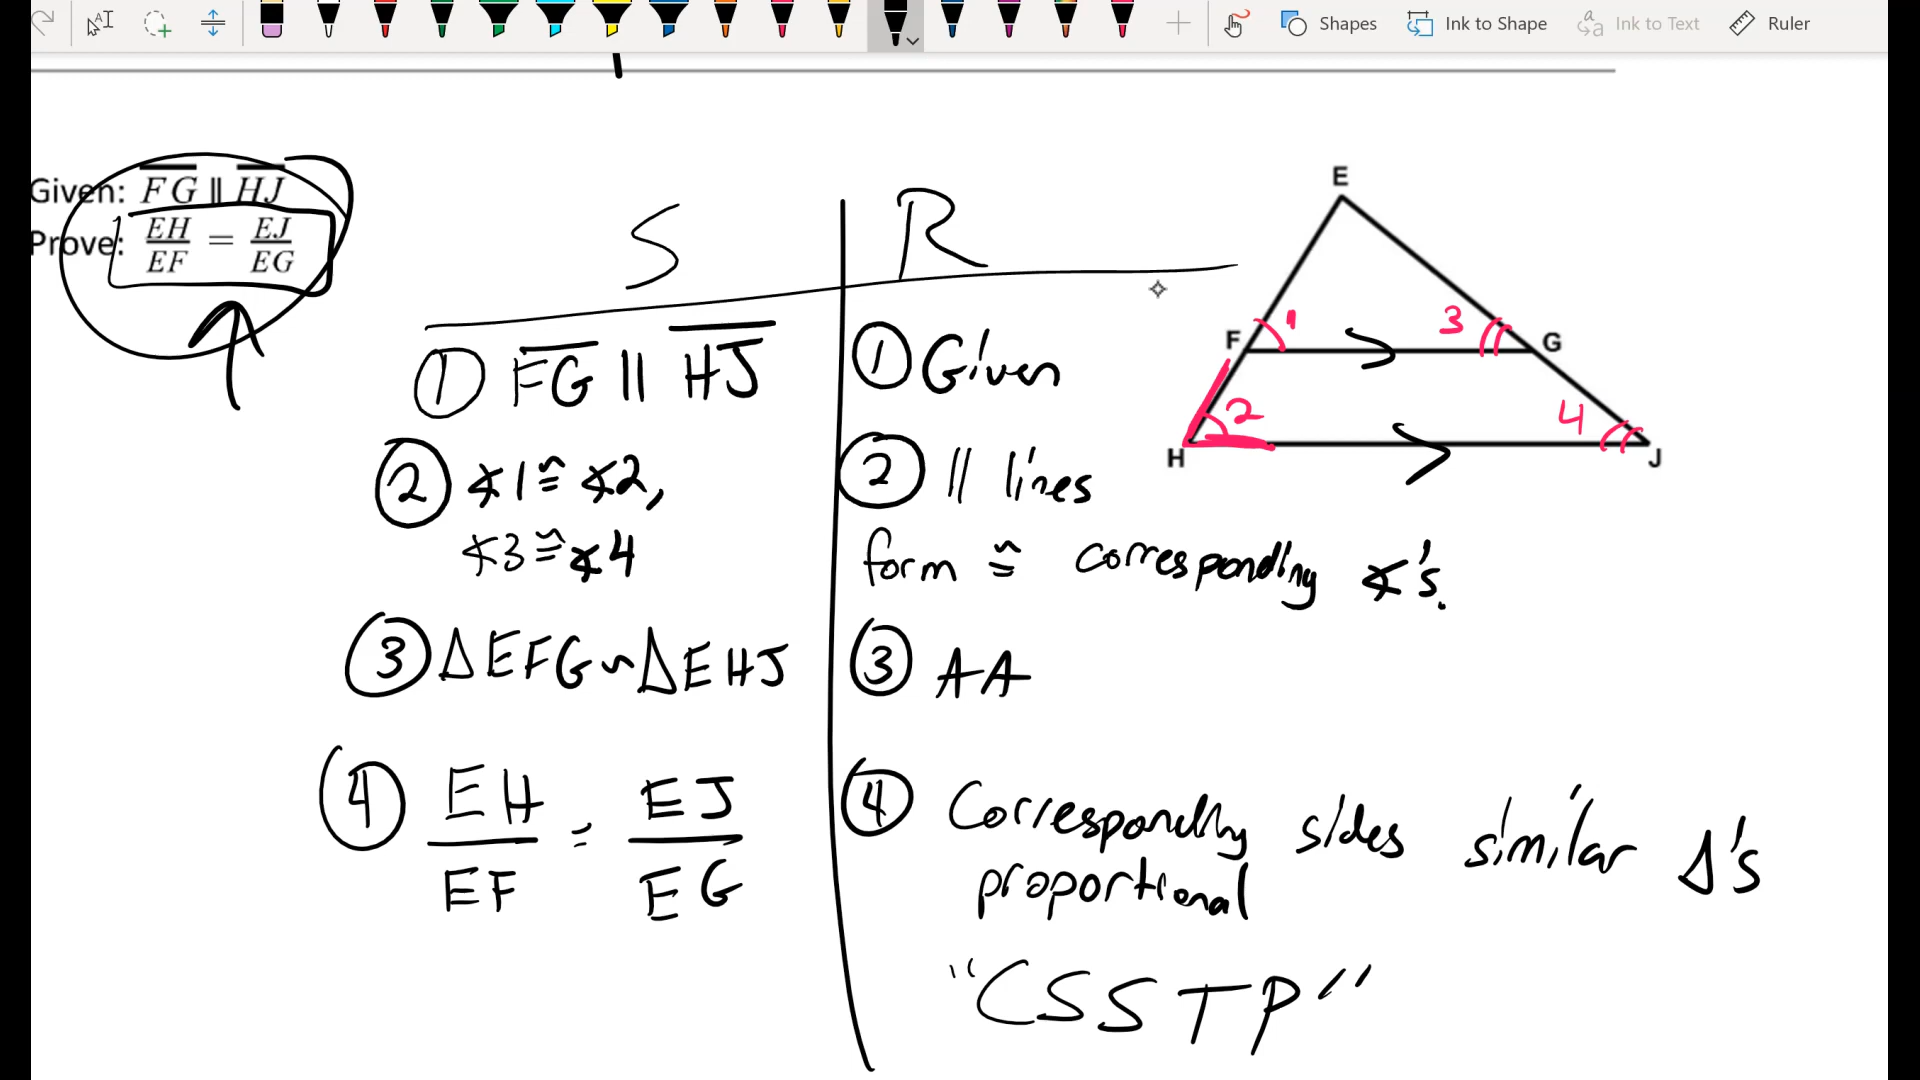 Shapes Ink to Shape Ink to Text Ruler
Given: FG ∥ HJ
Prove: EH/EF = EJ/EG
S R
① FG ∥ HJ
① Given
② ∡1 ≅ ∡2,
∡3 ≅ ∡4
② ∥ lines
form ≅ corresponding ∡'s.
③ ΔEFG ~ ΔEHJ
③ AA
④ EH/EF = EJ/EG
④ Corresponding sides similar Δ's
proportional
"CSSTP"
E
F 1 3 G
H 2 4 J